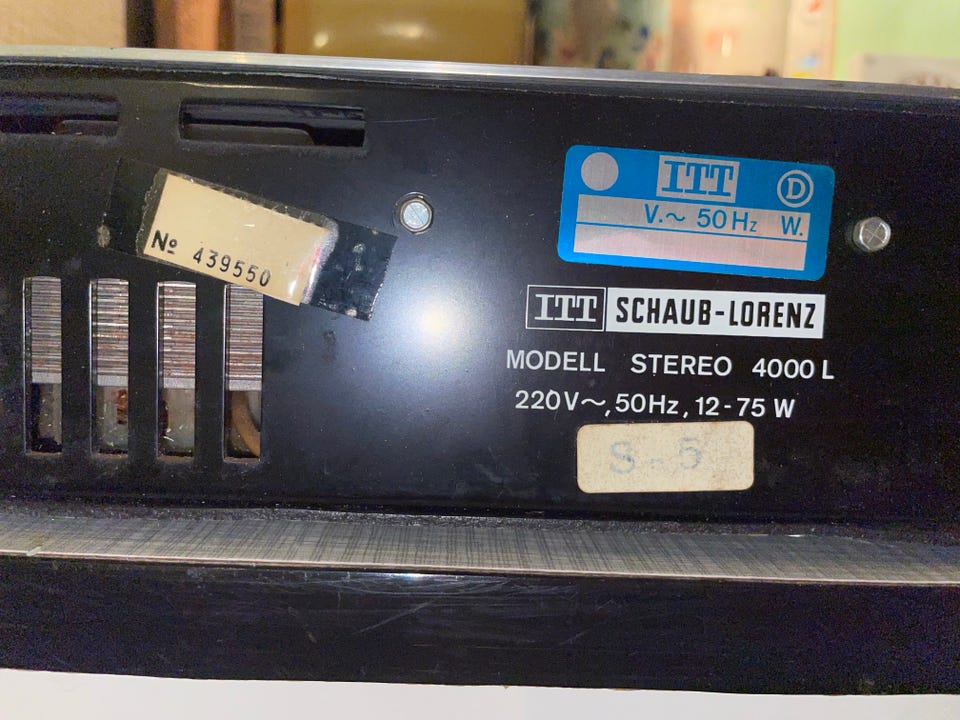 № 439550
ITT
D
V.~ 50 Hz W.
ITT SCHAUB-LORENZ
MODELL STEREO 4000 L
220V~, 50Hz, 12-75 W
S-5